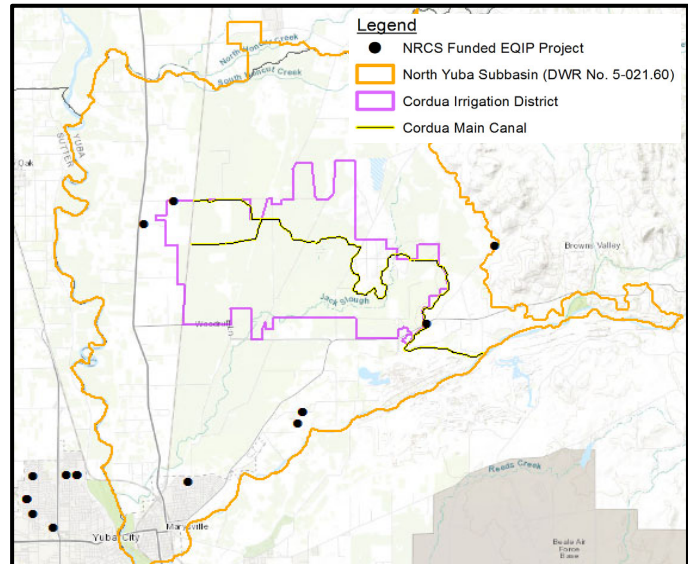 Legend
NRCS Funded EQIP Project
North Yuba Subbasin (DWR No. 5-021.60)
Cordua Irrigation District
Cordua Main Canal
North Honcut Creek
South Honcut Creek
YUBA
SUTTER
Oak
Browns Valley
Jack Slough
Woodruff Ln
Reeds Creek
Marysville
Yuba City
Beale Air
Force
Base